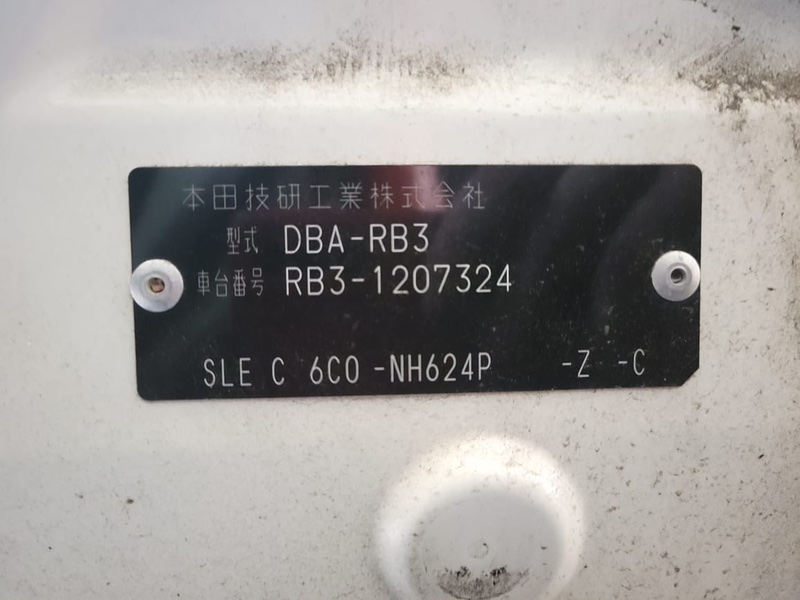 本田技研工業株式会社
型式 DBA-RB3
車台番号 RB3-1207324
SLE C 6C0 -NH624P -Z -C